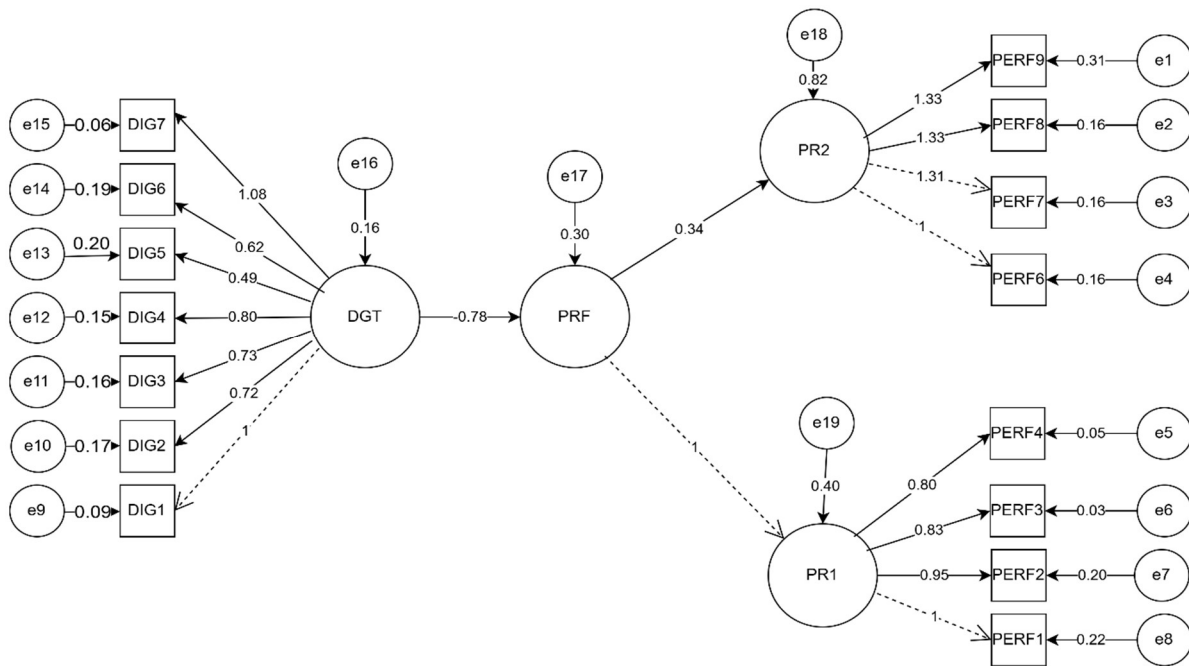 e18
0.82
PERF9
0.31
e1
1.33
PERF8
0.16
e2
1.33
PR2
1.31
PERF7
0.16
e3
1
PERF6
0.16
e4
e15
0.06
DIG7
e14
0.19
DIG6
e13
0.20
DIG5
e12
0.15
DIG4
e11
0.16
DIG3
e10
0.17
DIG2
e9
0.09
DIG1
1.08
0.62
0.49
0.80
0.73
0.72
1
e16
0.16
DGT
-0.78
e17
0.30
PRF
0.34
1
e19
0.40
PR1
0.80
PERF4
0.05
e5
0.83
PERF3
0.03
e6
0.95
PERF2
0.20
e7
1
PERF1
0.22
e8